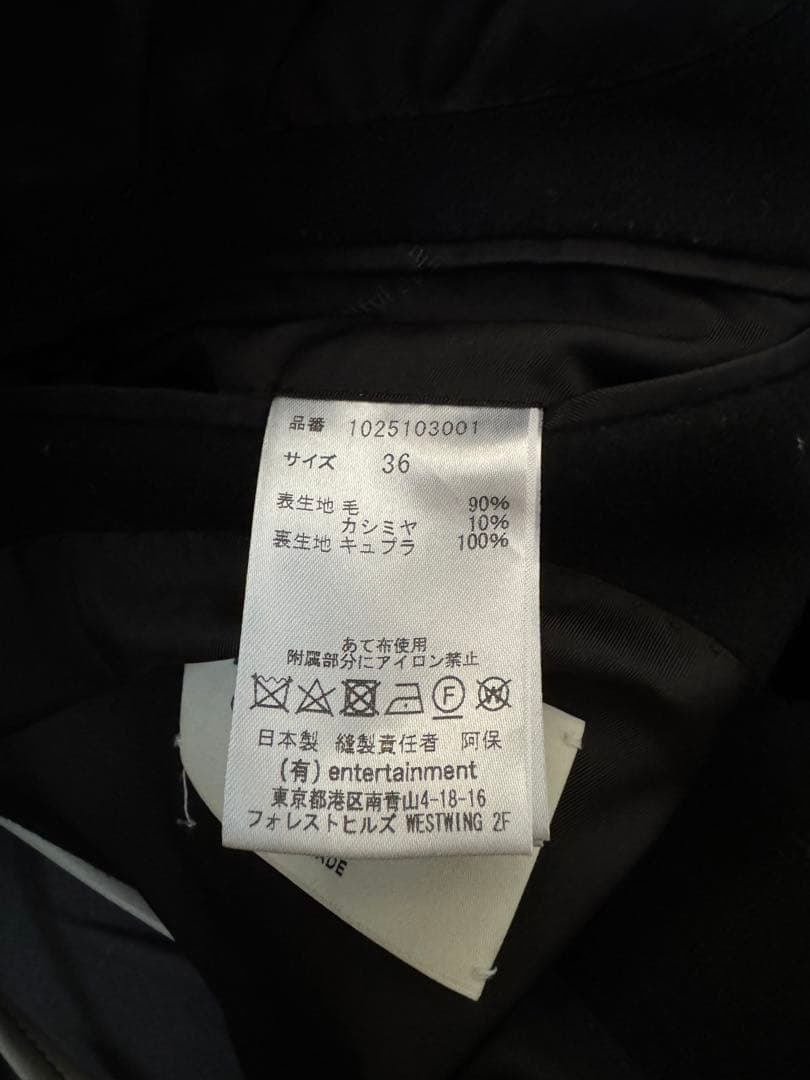 品番 1025103001
サイズ 36
表生地 毛 90%
カシミヤ 10%
裏生地 キュプラ 100%
あて布使用
附属部分にアイロン禁止
F W
日本製 縫製責任者 阿保
(有) entertainment
東京都港区南青山4-18-16
フォレストヒルズ WESTWING 2F
ADE